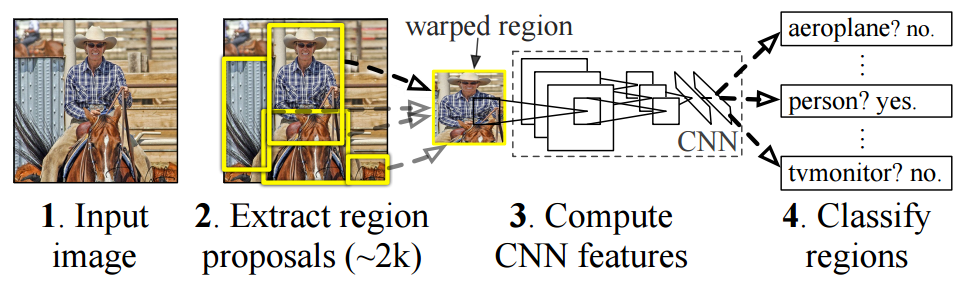 warped region
aeroplane? no.
person? yes.
tvmonitor? no.
CNN
1. Input
image
2. Extract region
proposals (~2k)
3. Compute
CNN features
4. Classify
regions